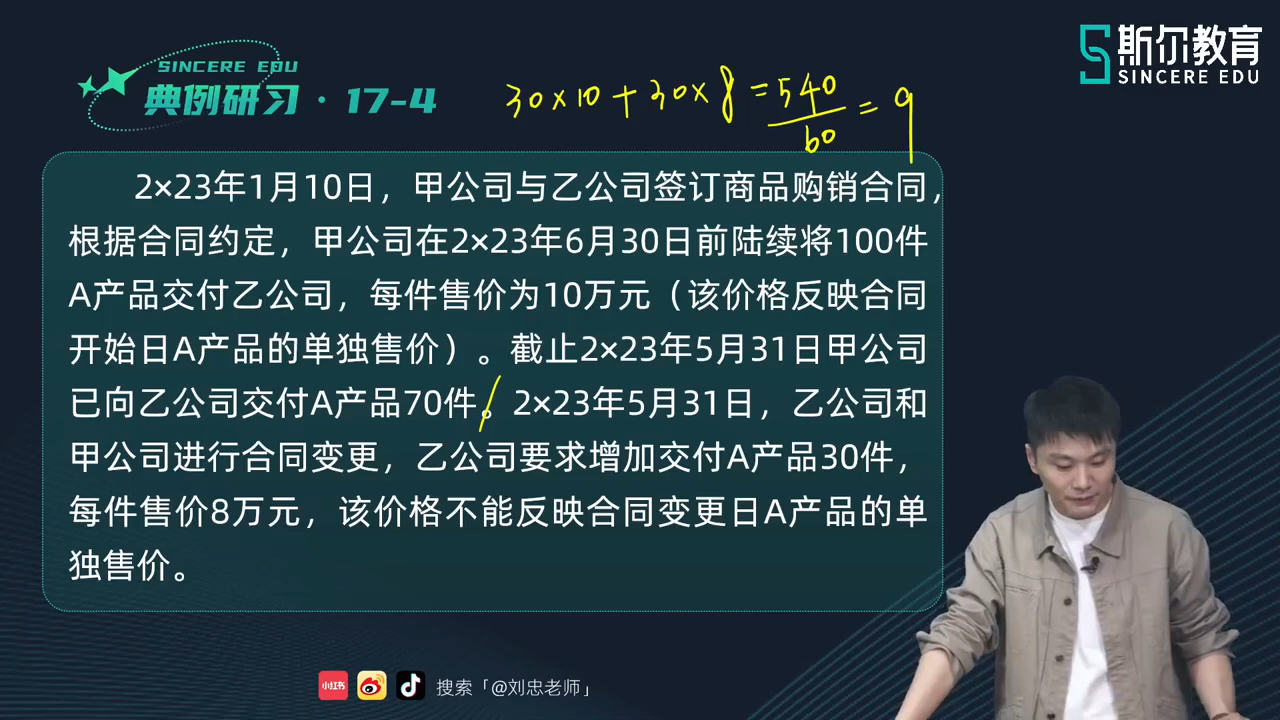 SINCERE EDU
典例研习·17-4
30×10+30×8=540/60=9
斯尔教育
SINCERE EDU
2×23年1月10日，甲公司与乙公司签订商品购销合同，
根据合同约定，甲公司在2×23年6月30日前陆续将100件
A产品交付乙公司，每件售价为10万元（该价格反映合同
开始日A产品的单独售价）。截止2×23年5月31日甲公司
已向乙公司交付A产品70件。2×23年5月31日，乙公司和
甲公司进行合同变更，乙公司要求增加交付A产品30件，
每件售价8万元，该价格不能反映合同变更日A产品的单
独售价。
小红书
搜索「@刘忠老师」